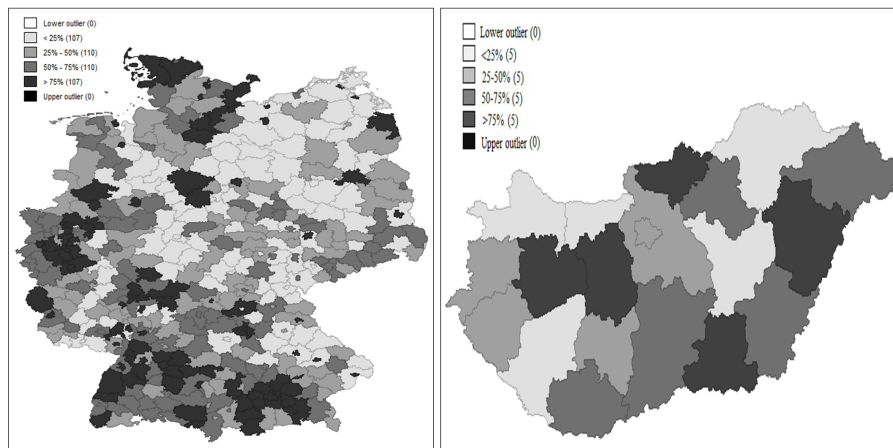 Lower outlier (0)
< 25% (107)
25% - 50% (110)
50% - 75% (110)
> 75% (107)
Upper outlier (0)
Lower outlier (0)
<25% (5)
25-50% (5)
50-75% (5)
>75% (5)
Upper outlier (0)